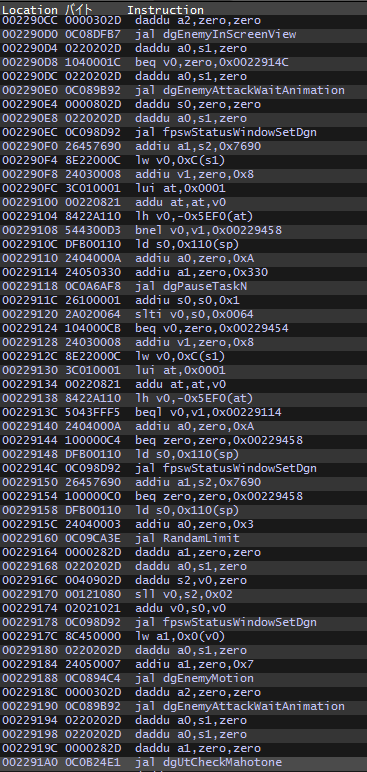 Location バイト Instruction
002290CC 0000302D daddu a2,zero,zero
002290D0 0C08DFB7 jal dgEnemyInScreenView
002290D4 0220202D daddu a0,s1,zero
002290D8 1040001C beq v0,zero,0x0022914C
002290DC 0220202D daddu a0,s1,zero
002290E0 0C089B92 jal dgEnemyAttackWaitAnimation
002290E4 0000802D daddu s0,zero,zero
002290E8 0220202D daddu a0,s1,zero
002290EC 0C098D92 jal fpswStatusWindowSetDgn
002290F0 26457690 addiu a1,s2,0x7690
002290F4 8E22000C lw v0,0xC(s1)
002290F8 24030008 addiu v1,zero,0x8
002290FC 3C010001 lui at,0x0001
00229100 00220821 addu at,at,v0
00229104 8422A110 lh v0,-0x5EF0(at)
00229108 544300D3 bnel v0,v1,0x00229458
0022910C DFB00110 ld s0,0x110(sp)
00229110 2404000A addiu a0,zero,0xA
00229114 24050330 addiu a1,zero,0x330
00229118 0C0A6AF8 jal dgPauseTaskN
0022911C 26100001 addiu s0,s0,0x1
00229120 2A020064 slti v0,s0,0x0064
00229124 104000CB beq v0,zero,0x00229454
00229128 24030008 addiu v1,zero,0x8
0022912C 8E22000C lw v0,0xC(s1)
00229130 3C010001 lui at,0x0001
00229134 00220821 addu at,at,v0
00229138 8422A110 lh v0,-0x5EF0(at)
0022913C 5043FFF5 beql v0,v1,0x00229114
00229140 2404000A addiu a0,zero,0xA
00229144 100000C4 beq zero,zero,0x00229458
00229148 DFB00110 ld s0,0x110(sp)
0022914C 0C098D92 jal fpswStatusWindowSetDgn
00229150 26457690 addiu a1,s2,0x7690
00229154 100000C0 beq zero,zero,0x00229458
00229158 DFB00110 ld s0,0x110(sp)
0022915C 24040003 addiu a0,zero,0x3
00229160 0C09CA3E jal RandamLimit
00229164 0000282D daddu a1,zero,zero
00229168 0220202D daddu a0,s1,zero
0022916C 0040902D daddu s2,v0,zero
00229170 00121080 sll v0,s2,0x02
00229174 02021021 addu v0,s0,v0
00229178 0C098D92 jal fpswStatusWindowSetDgn
0022917C 8C450000 lw a1,0x0(v0)
00229180 0220202D daddu a0,s1,zero
00229184 24050007 addiu a1,zero,0x7
00229188 0C0894C4 jal dgEnemyMotion
0022918C 0000302D daddu a2,zero,zero
00229190 0C089B92 jal dgEnemyAttackWaitAnimation
00229194 0220202D daddu a0,s1,zero
00229198 0220202D daddu a0,s1,zero
0022919C 0000282D daddu a1,zero,zero
002291A0 0C0B24E1 jal dgUtCheckMahotone